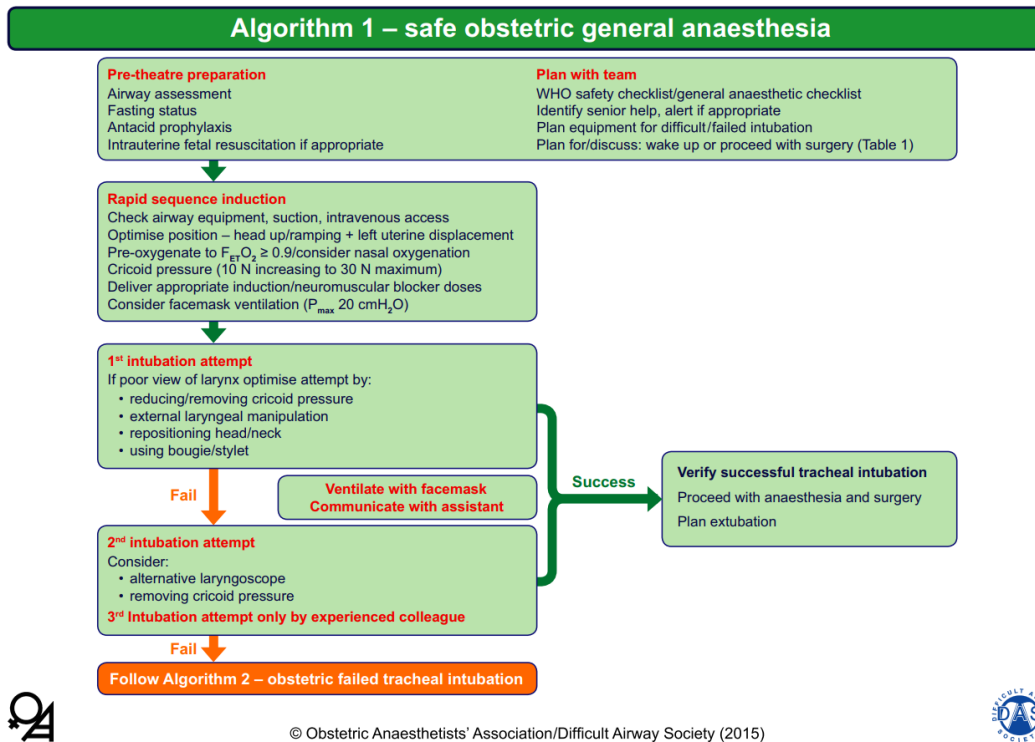 Algorithm 1 – safe obstetric general anaesthesia
Pre-theatre preparation
Airway assessment
Fasting status
Antacid prophylaxis
Intrauterine fetal resuscitation if appropriate
Plan with team
WHO safety checklist/general anaesthetic checklist
Identify senior help, alert if appropriate
Plan equipment for difficult/failed intubation
Plan for/discuss: wake up or proceed with surgery (Table 1)
Rapid sequence induction
Check airway equipment, suction, intravenous access
Optimise position – head up/ramping + left uterine displacement
Pre-oxygenate to FETO2 ≥ 0.9/consider nasal oxygenation
Cricoid pressure (10 N increasing to 30 N maximum)
Deliver appropriate induction/neuromuscular blocker doses
Consider facemask ventilation (Pmax 20 cmH2O)
1st intubation attempt
If poor view of larynx optimise attempt by:
• reducing/removing cricoid pressure
• external laryngeal manipulation
• repositioning head/neck
• using bougie/stylet
Fail
Ventilate with facemask
Communicate with assistant
Success
Verify successful tracheal intubation
Proceed with anaesthesia and surgery
Plan extubation
2nd intubation attempt
Consider:
• alternative laryngoscope
• removing cricoid pressure
3rd Intubation attempt only by experienced colleague
Fail
Follow Algorithm 2 – obstetric failed tracheal intubation
© Obstetric Anaesthetists' Association/Difficult Airway Society (2015)
OAA
DAS